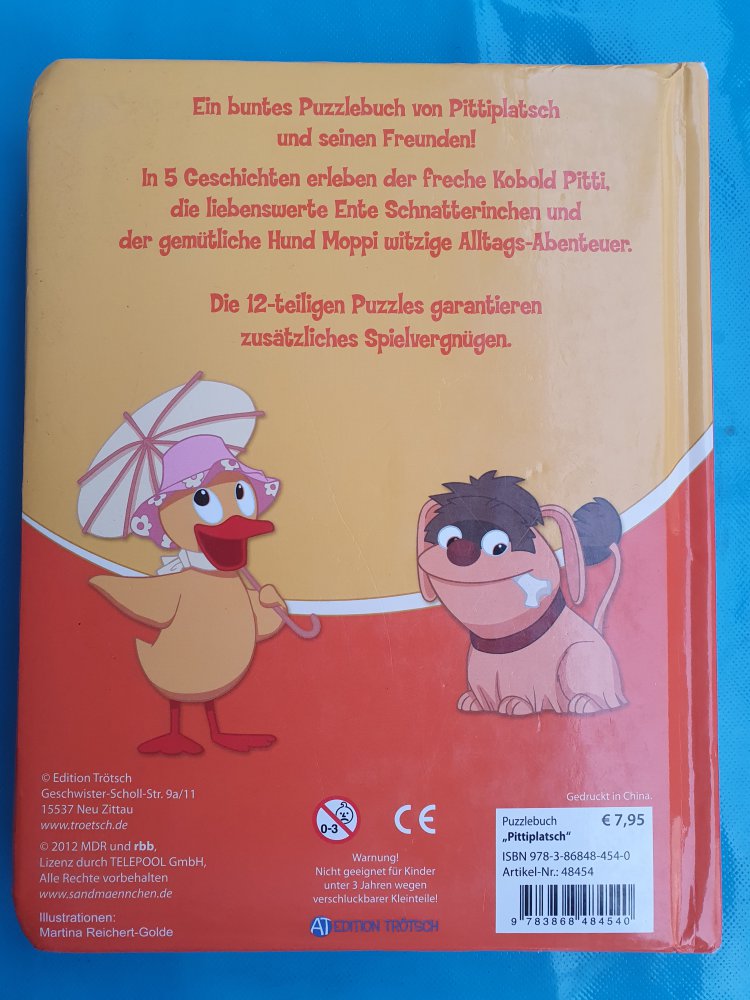 Ein buntes Puzzlebuch von Pittiplatsch
und seinen Freunden!
In 5 Geschichten erleben der freche Kobold Pitti,
die liebenswerte Ente Schnatterinchen und
der gemütliche Hund Moppi witzige Alltags-Abenteuer.
Die 12-teiligen Puzzles garantieren
zusätzliches Spielvergnügen.
© Edition Trötsch
Geschwister-Scholl-Str. 9a/11
15537 Neu Zittau
www.troetsch.de
© 2012 MDR und rbb,
Lizenz durch TELEPOOL GmbH,
Alle Rechte vorbehalten
www.sandmaennchen.de
Illustrationen:
Martina Reichert-Golde
0-3
CE
Warnung!
Nicht geeignet für Kinder
unter 3 Jahren wegen
verschluckbarer Kleinteile!
AT EDITION TRÖTSCH
Gedruckt in China.
Puzzlebuch € 7,95
„Pittiplatsch“
ISBN 978-3-86848-454-0
Artikel-Nr.: 48454
9 783868 484540